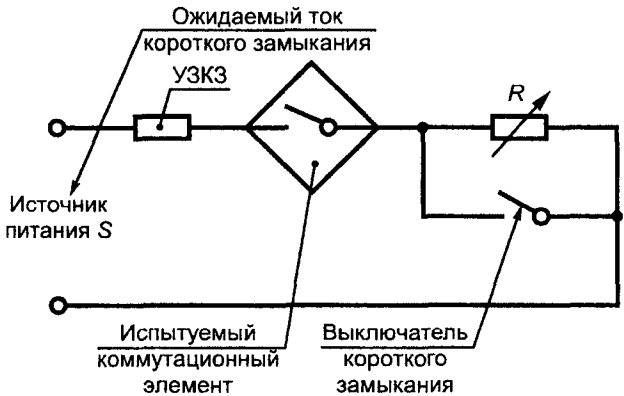 Ожидаемый ток
короткого замыкания
УЗКЗ
R
Источник
питания S
Испытуемый
коммутационный
элемент
Выключатель
короткого
замыкания